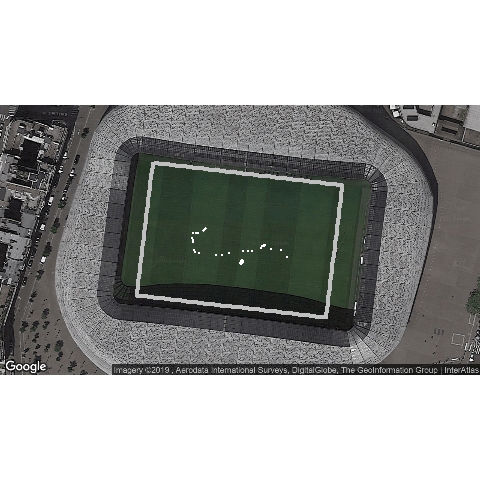 Google
Imagery ©2019 , Aerodata International Surveys, DigitalGlobe, The GeoInformation Group | InterAtlas